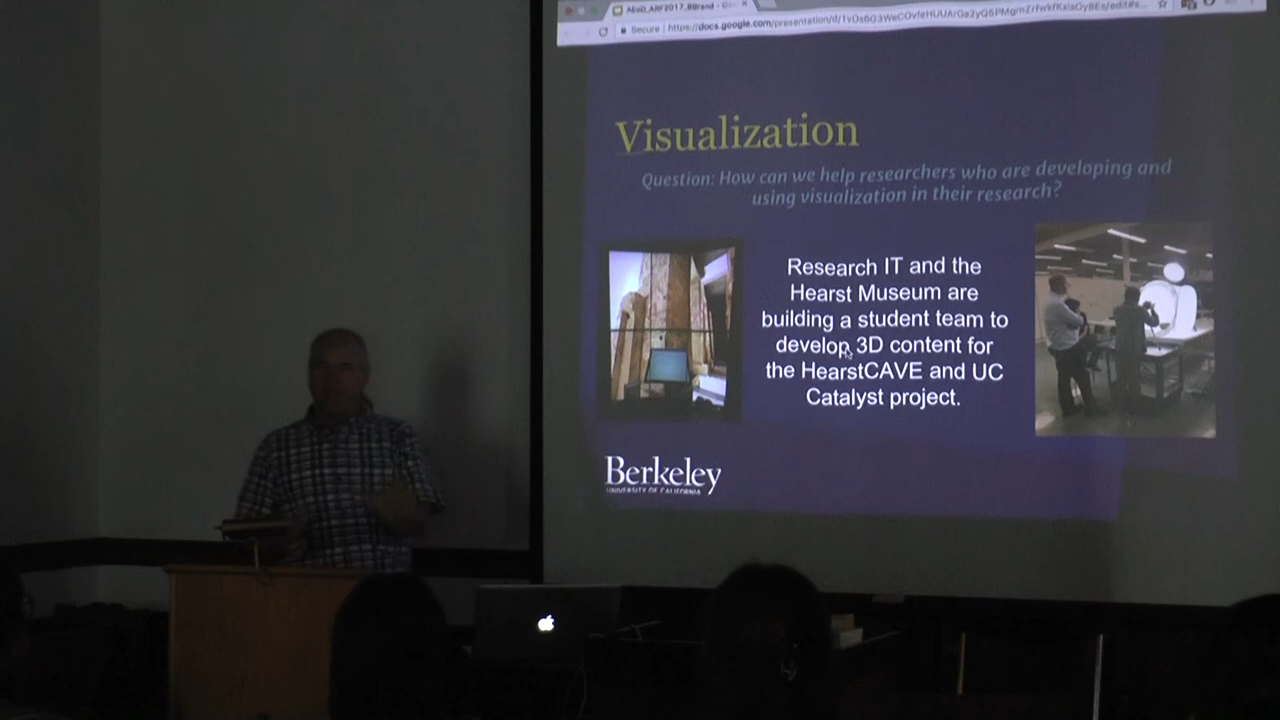 AEoD_ARF2017_BBrand
Secure
Visualization
Question: How can we help researchers who are developing and
using visualization in their research?
Research IT and the
Hearst Museum are
building a student team to
develop 3D content for
the HearstCAVE and UC
Catalyst project.
Berkeley
UNIVERSITY OF CALIFORNIA